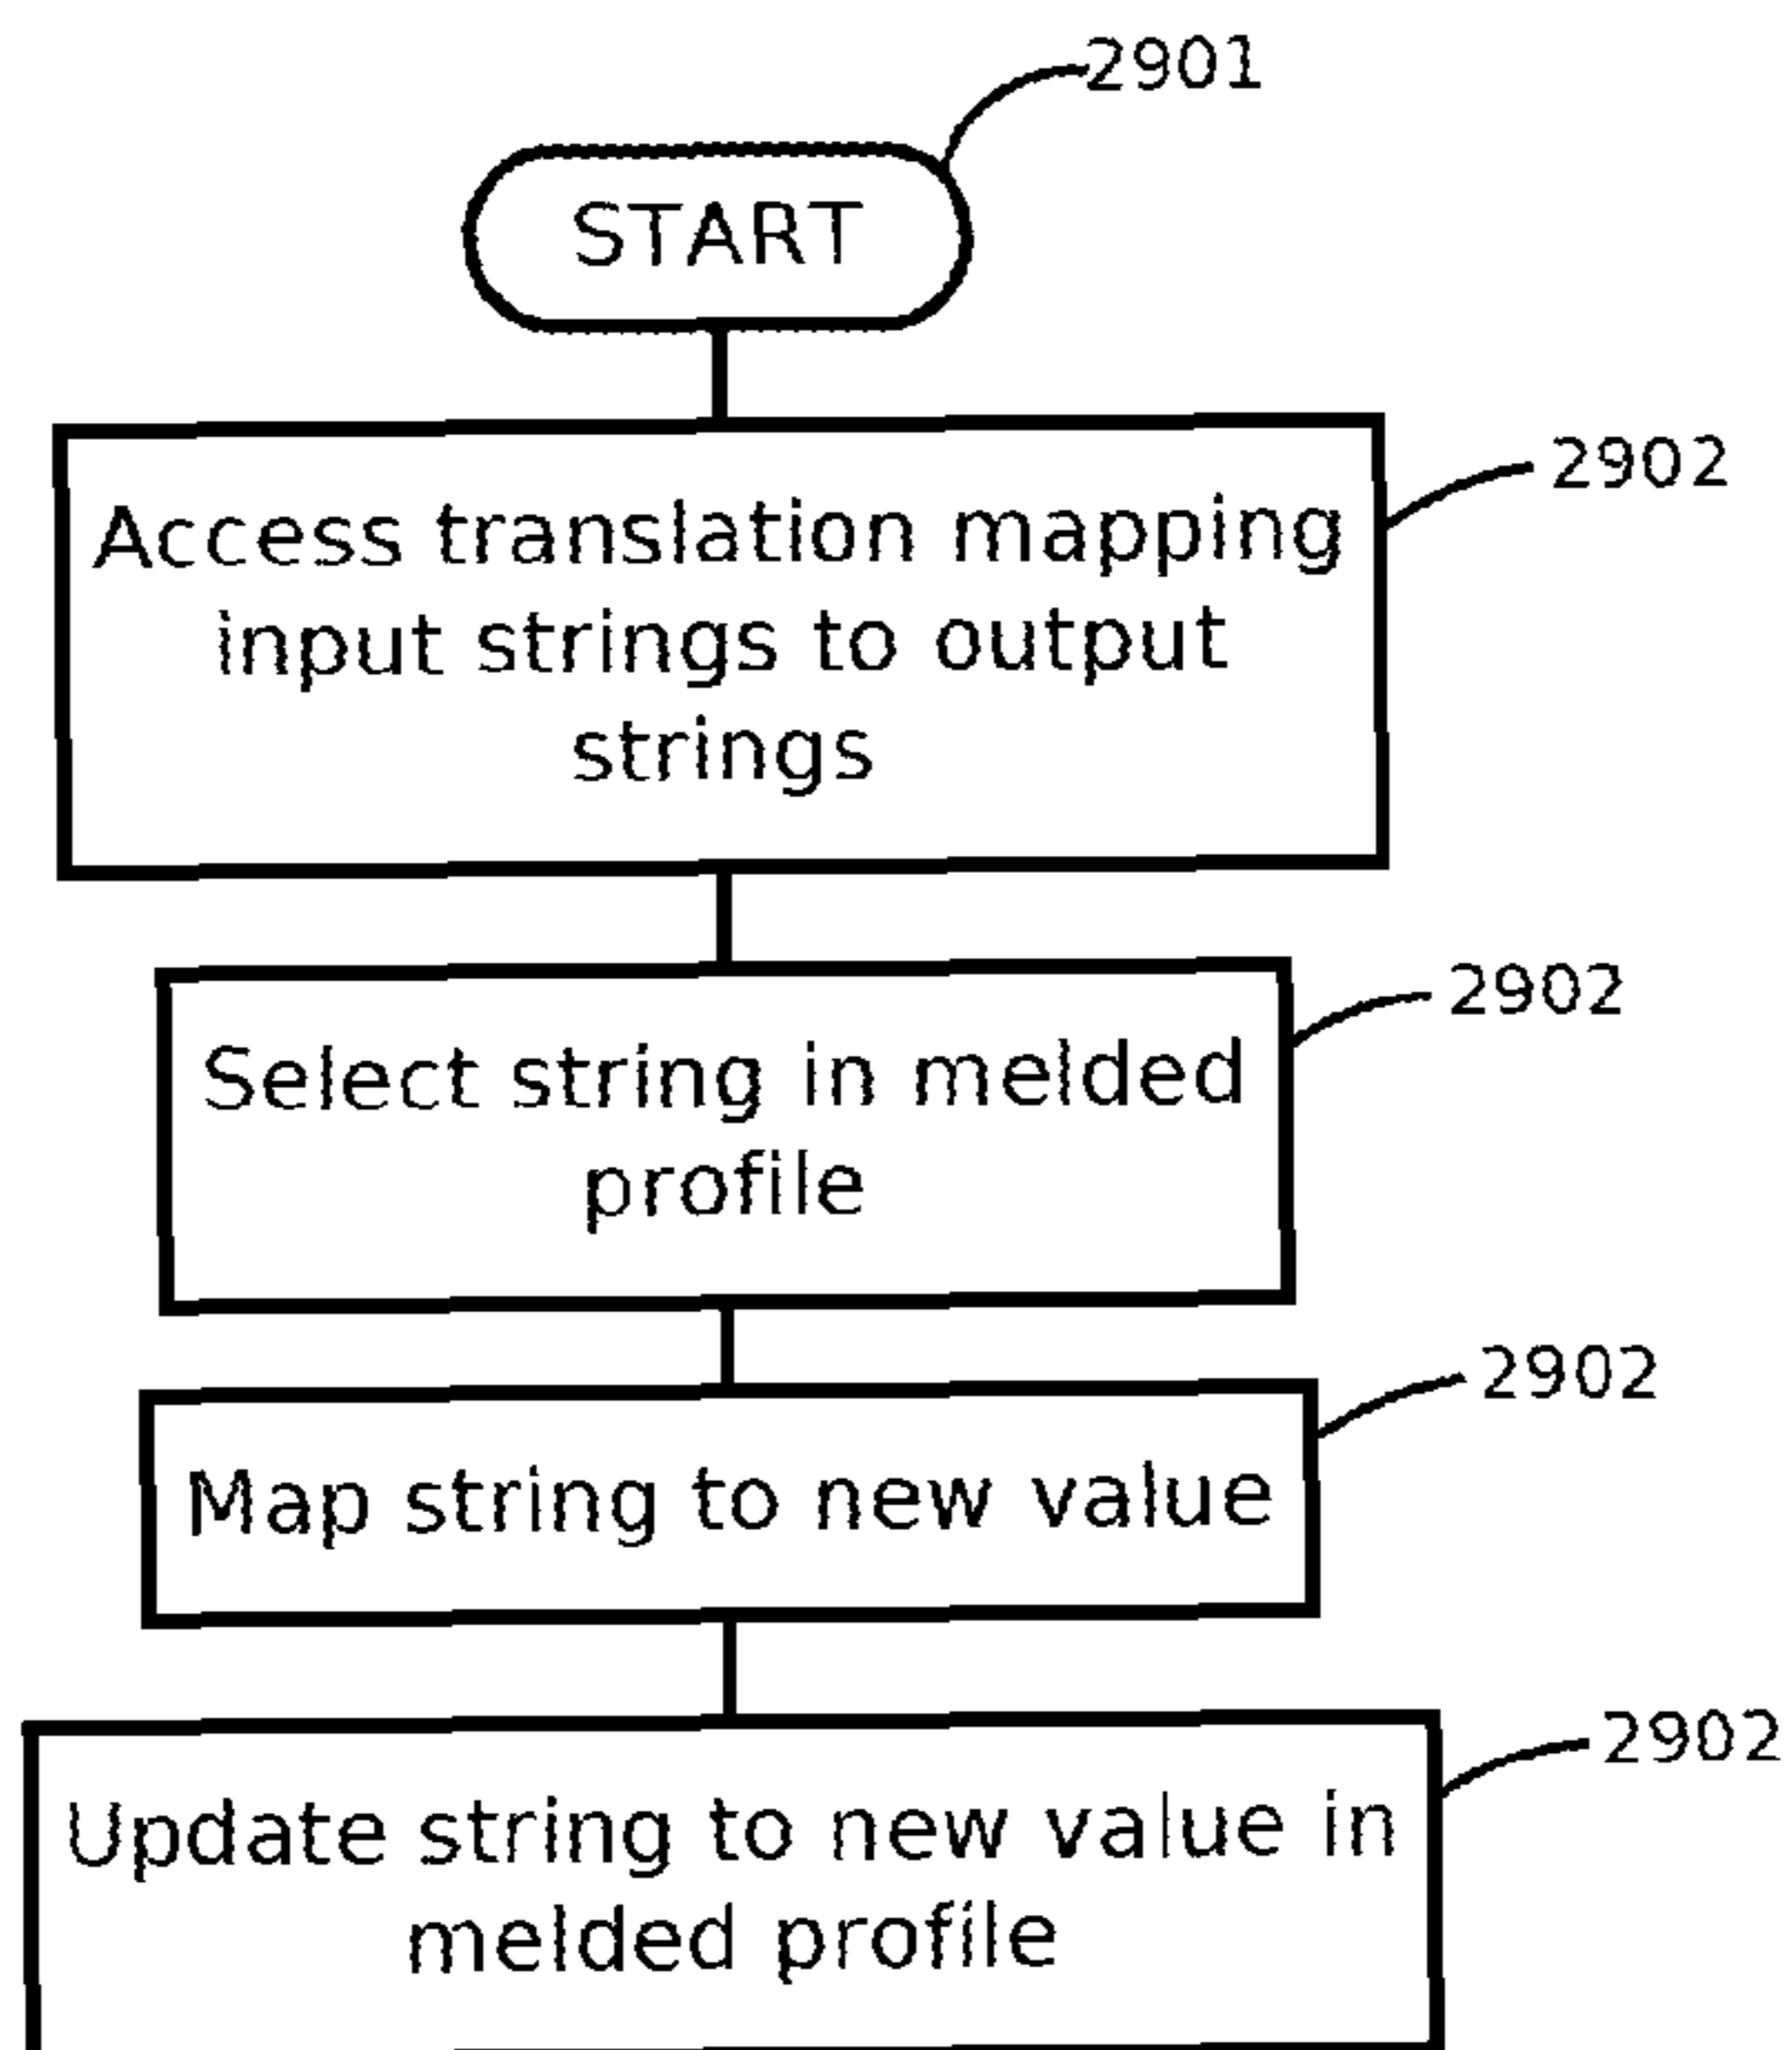 2901
START
2902
Access translation mapping
input strings to output
strings
2902
Select string in melded
profile
2902
Map string to new value
2902
Update string to new value in
melded profile